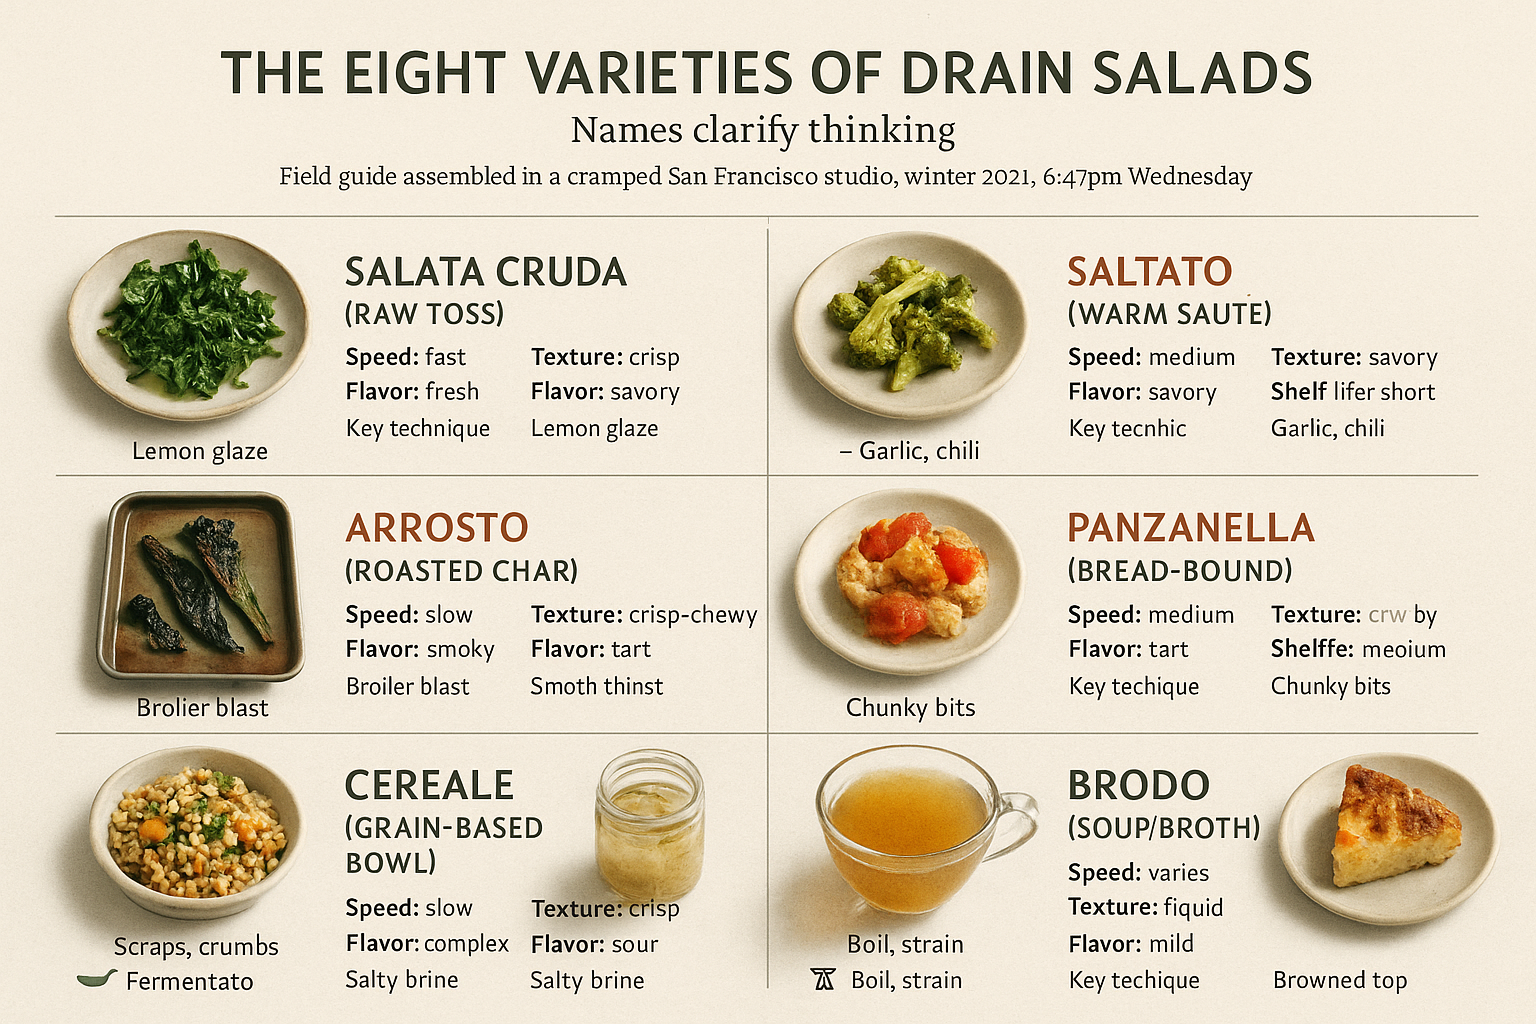 THE EIGHT VARIETIES OF DRAIN SALADS
Names clarify thinking
Field guide assembled in a cramped San Francisco studio, winter 2021, 6:47pm Wednesday
SALATA CRUDA
(RAW TOSS)
Speed: fast
Texture: crisp
Flavor: fresh
Flavor: savory
Key technique
Lemon glaze
Lemon glaze
SALTATO
(WARM SAUTE)
Speed: medium
Texture: savory
Flavor: savory
Shelf lifer short
Key tecnhic
Garlic, chili
– Garlic, chili
ARROSTO
(ROASTED CHAR)
Speed: slow
Texture: crisp-chewy
Flavor: smoky
Flavor: tart
Broiler blast
Smoth thinst
Brolier blast
PANZANELLA
(BREAD-BOUND)
Speed: medium
Texture: crw by
Flavor: tart
Shelffe: meoium
Key techique
Chunky bits
Chunky bits
CEREALE
(GRAIN-BASED
BOWL)
Speed: slow
Texture: crisp
Flavor: complex
Flavor: sour
Salty brine
Salty brine
Scraps, crumbs
Fermentato
BRODO
(SOUP/BROTH)
Speed: varies
Texture: fiquid
Flavor: mild
Key techique
Browned top
Boil, strain
Boil, strain